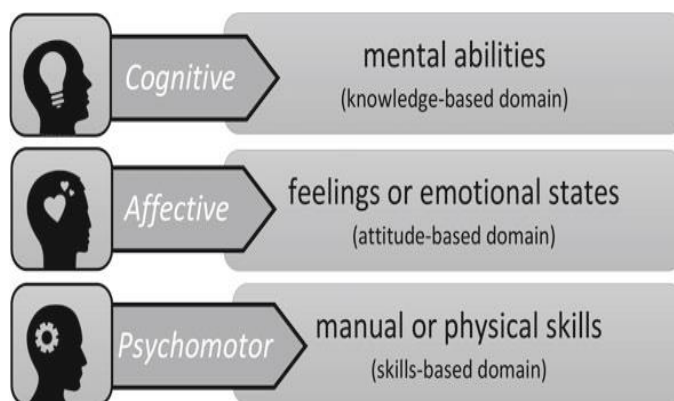 Cognitive
mental abilities
(knowledge-based domain)
Affective
feelings or emotional states
(attitude-based domain)
Psychomotor
manual or physical skills
(skills-based domain)